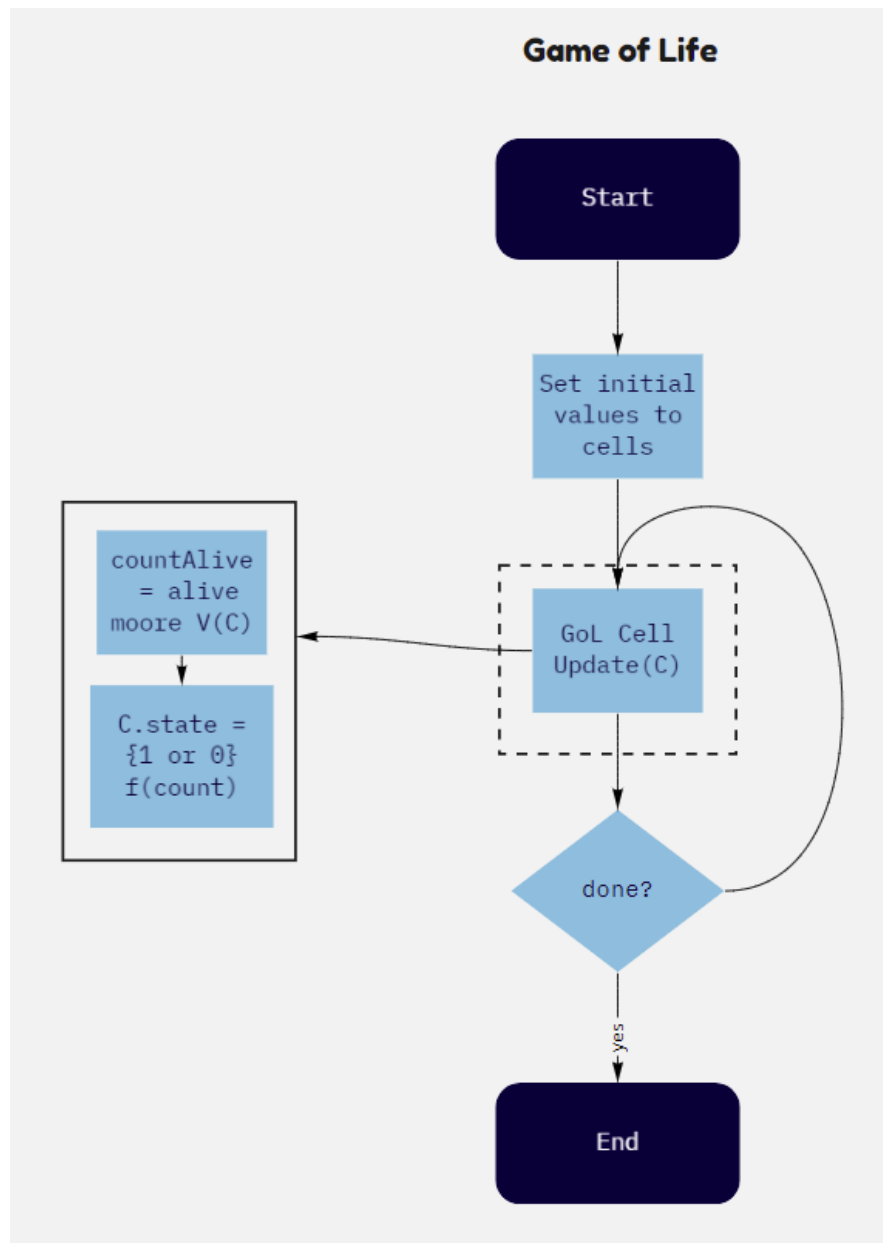 Game of Life
Start
Set initial
values to
cells
countAlive
= alive
moore V(C)
C.state =
{1 or 0}
f(count)
GoL Cell
Update(C)
done?
yes
End